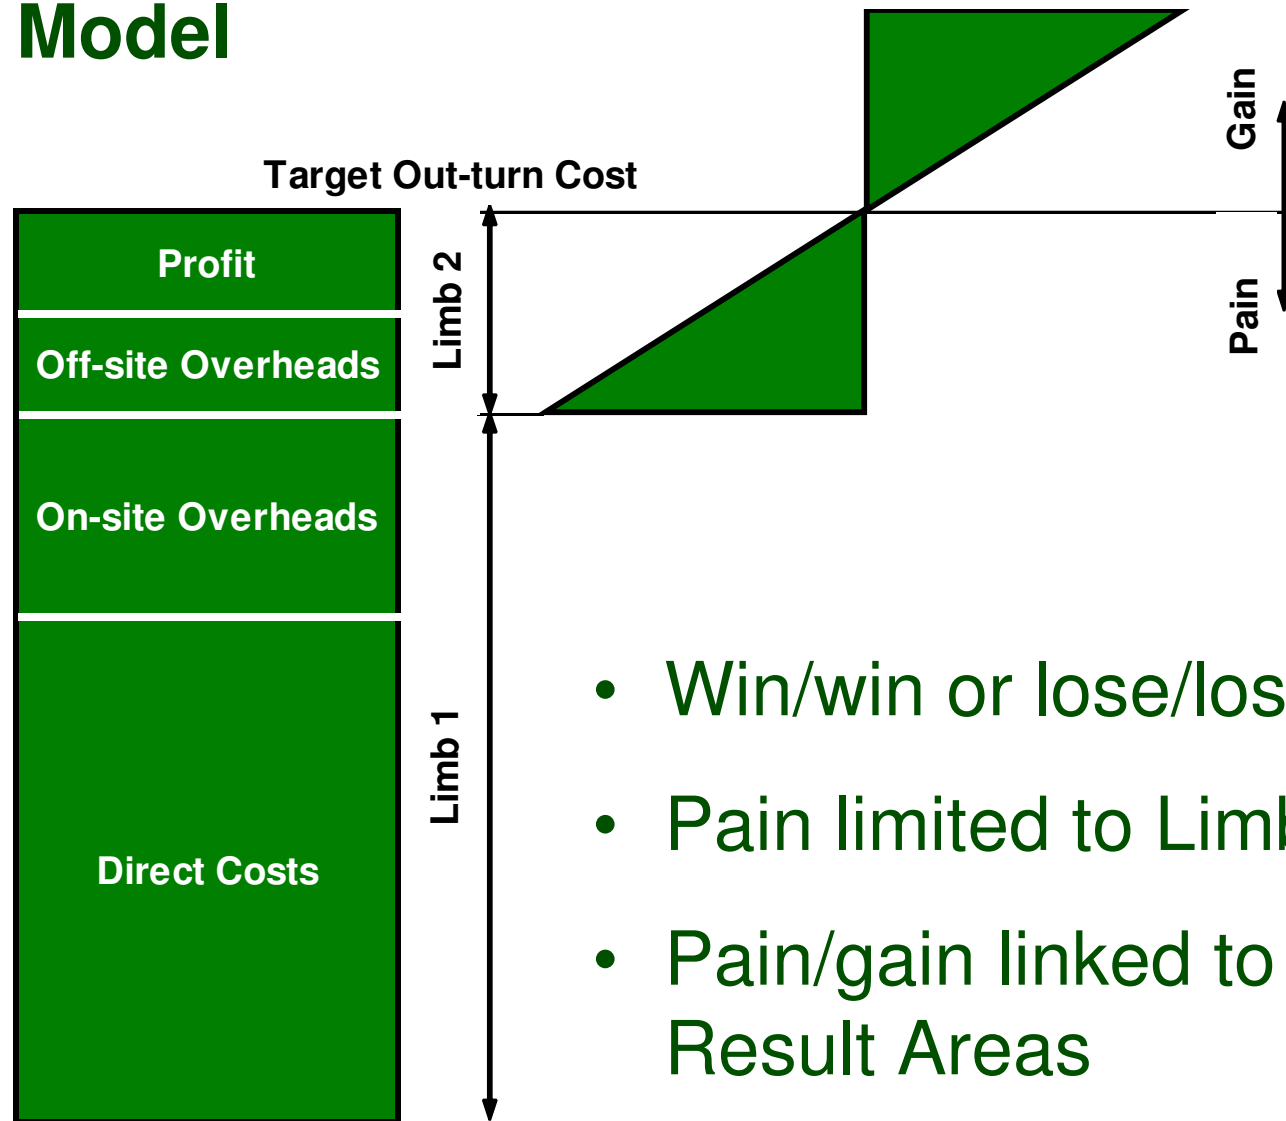 Model
Target Out-turn Cost
Gain
Pain
Profit
Off-site Overheads
On-site Overheads
Direct Costs
Limb 2
Limb 1
• Win/win or lose/los
• Pain limited to Lim
• Pain/gain linked to
Result Areas